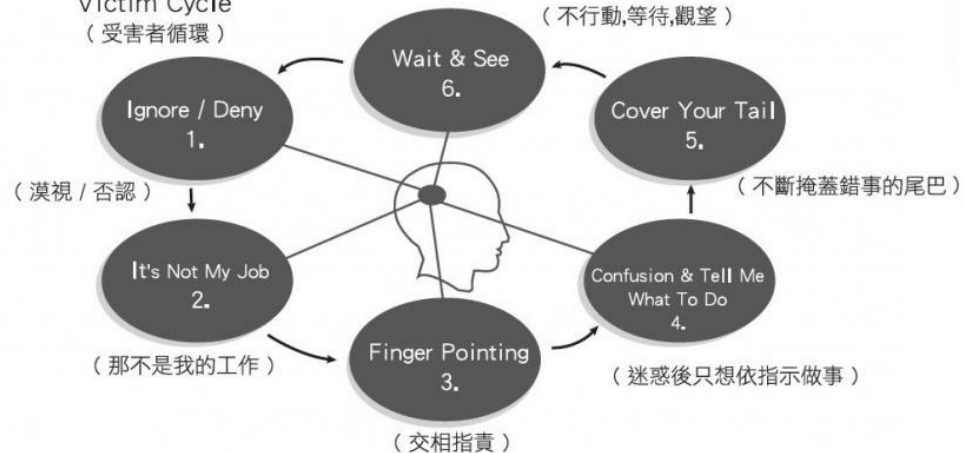 Victim Cycle
（受害者循環）
Ignore / Deny
1.
（漠視 / 否認）
It's Not My Job
2.
（那不是我的工作）
Finger Pointing
3.
（交相指責）
Confusion & Tell Me
What To Do
4.
（迷惑後只想依指示做事）
Cover Your Tail
5.
（不斷掩蓋錯事的尾巴）
Wait & See
6.
（不行動,等待,觀望）